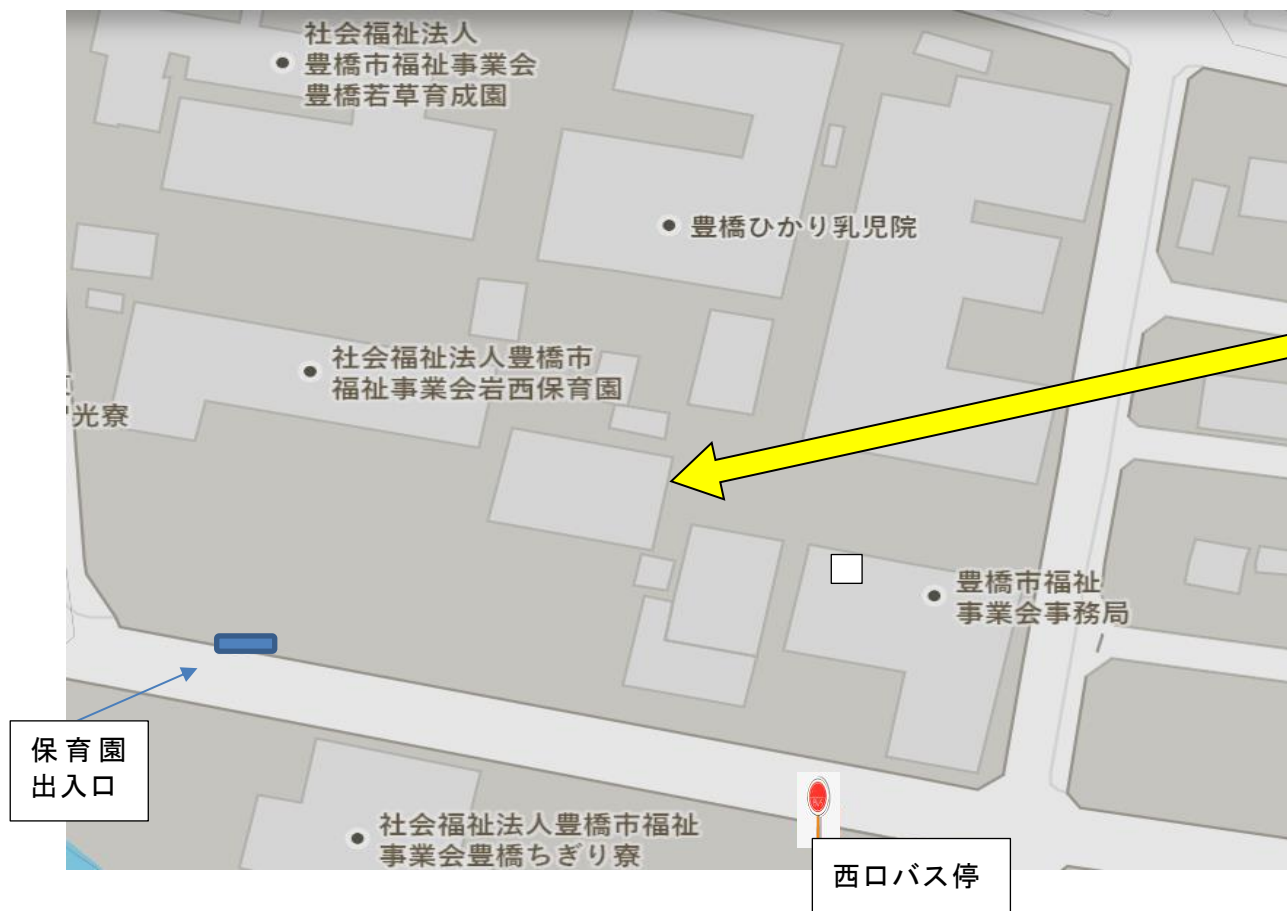 社会福祉法人
豊橋市福祉事業会
豊橋若草育成園
豊橋ひかり乳児院
社会福祉法人豊橋市
福祉事業会岩西保育園
光寮
豊橋市福祉
事業会事務局
保育園
出入口
社会福祉法人豊橋市福祉
事業会豊橋ちぎり寮
西口バス停